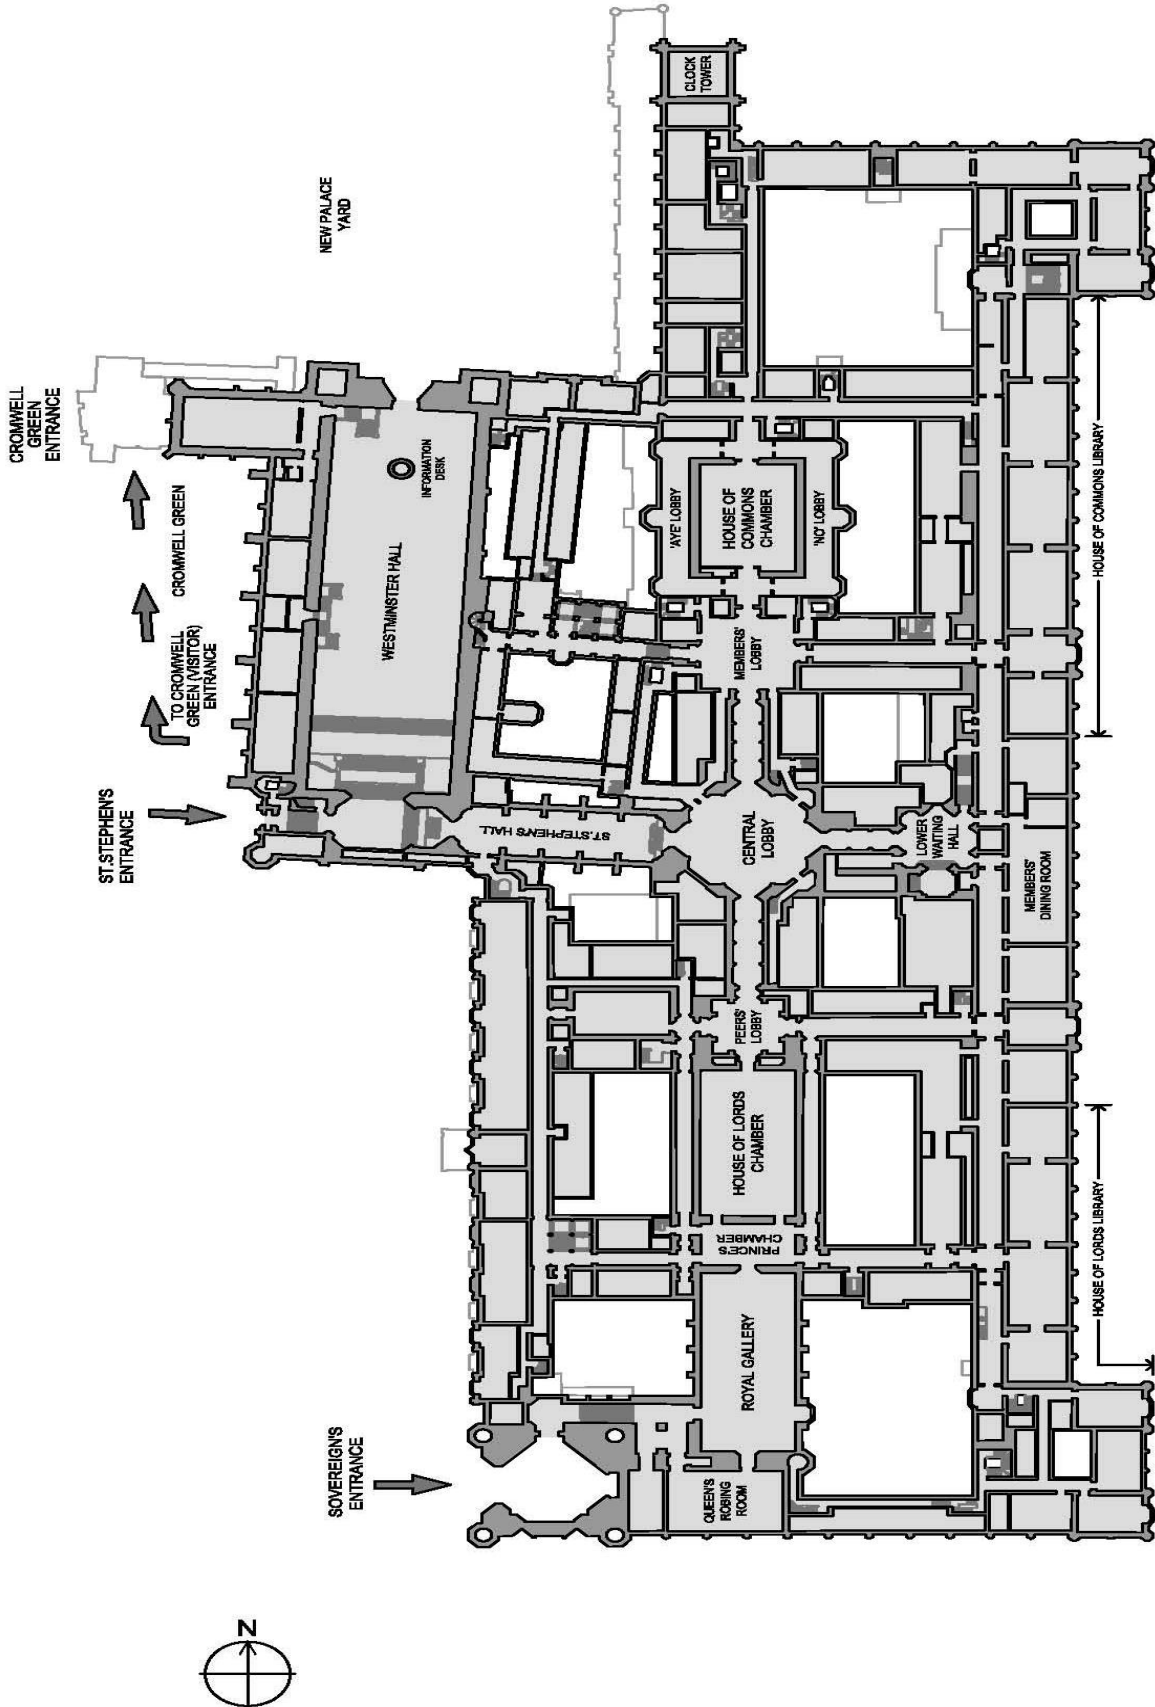 CROMWELL
GREEN
ENTRANCE
NEW PALACE
YARD
CLOCK
TOWER
CROMWELL GREEN
TO CROMWELL
GREEN (VISITOR)
ENTRANCE
INFORMATION
DESK
WESTMINSTER HALL
'AYE' LOBBY
HOUSE OF
COMMONS
CHAMBER
'NO' LOBBY
HOUSE OF COMMONS LIBRARY
MEMBERS'
LOBBY
ST.STEPHEN'S
ENTRANCE
ST.STEPHEN'S HALL
CENTRAL
LOBBY
LOWER
WAITING
HALL
MEMBERS'
DINING ROOM
PEERS'
LOBBY
HOUSE OF LORDS
CHAMBER
PRINCE'S
CHAMBER
HOUSE OF LORDS LIBRARY
ROYAL GALLERY
SOVEREIGN'S
ENTRANCE
QUEEN'S
ROBING
ROOM
N